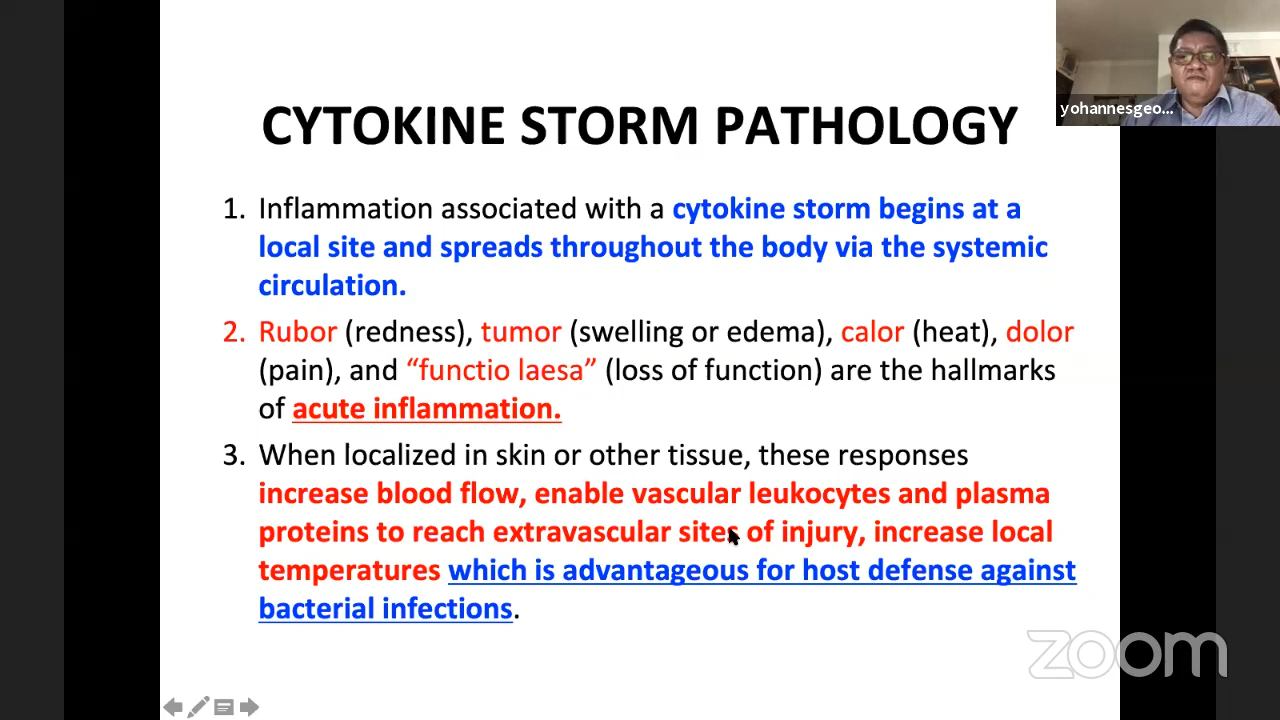 CYTOKINE STORM PATHOLOGY
yohannesgeo...
1. Inflammation associated with a cytokine storm begins at a
local site and spreads throughout the body via the systemic
circulation.
2. Rubor (redness), tumor (swelling or edema), calor (heat), dolor
(pain), and “functio laesa” (loss of function) are the hallmarks
of acute inflammation.
3. When localized in skin or other tissue, these responses
increase blood flow, enable vascular leukocytes and plasma
proteins to reach extravascular sites of injury, increase local
temperatures which is advantageous for host defense against
bacterial infections.
zoom